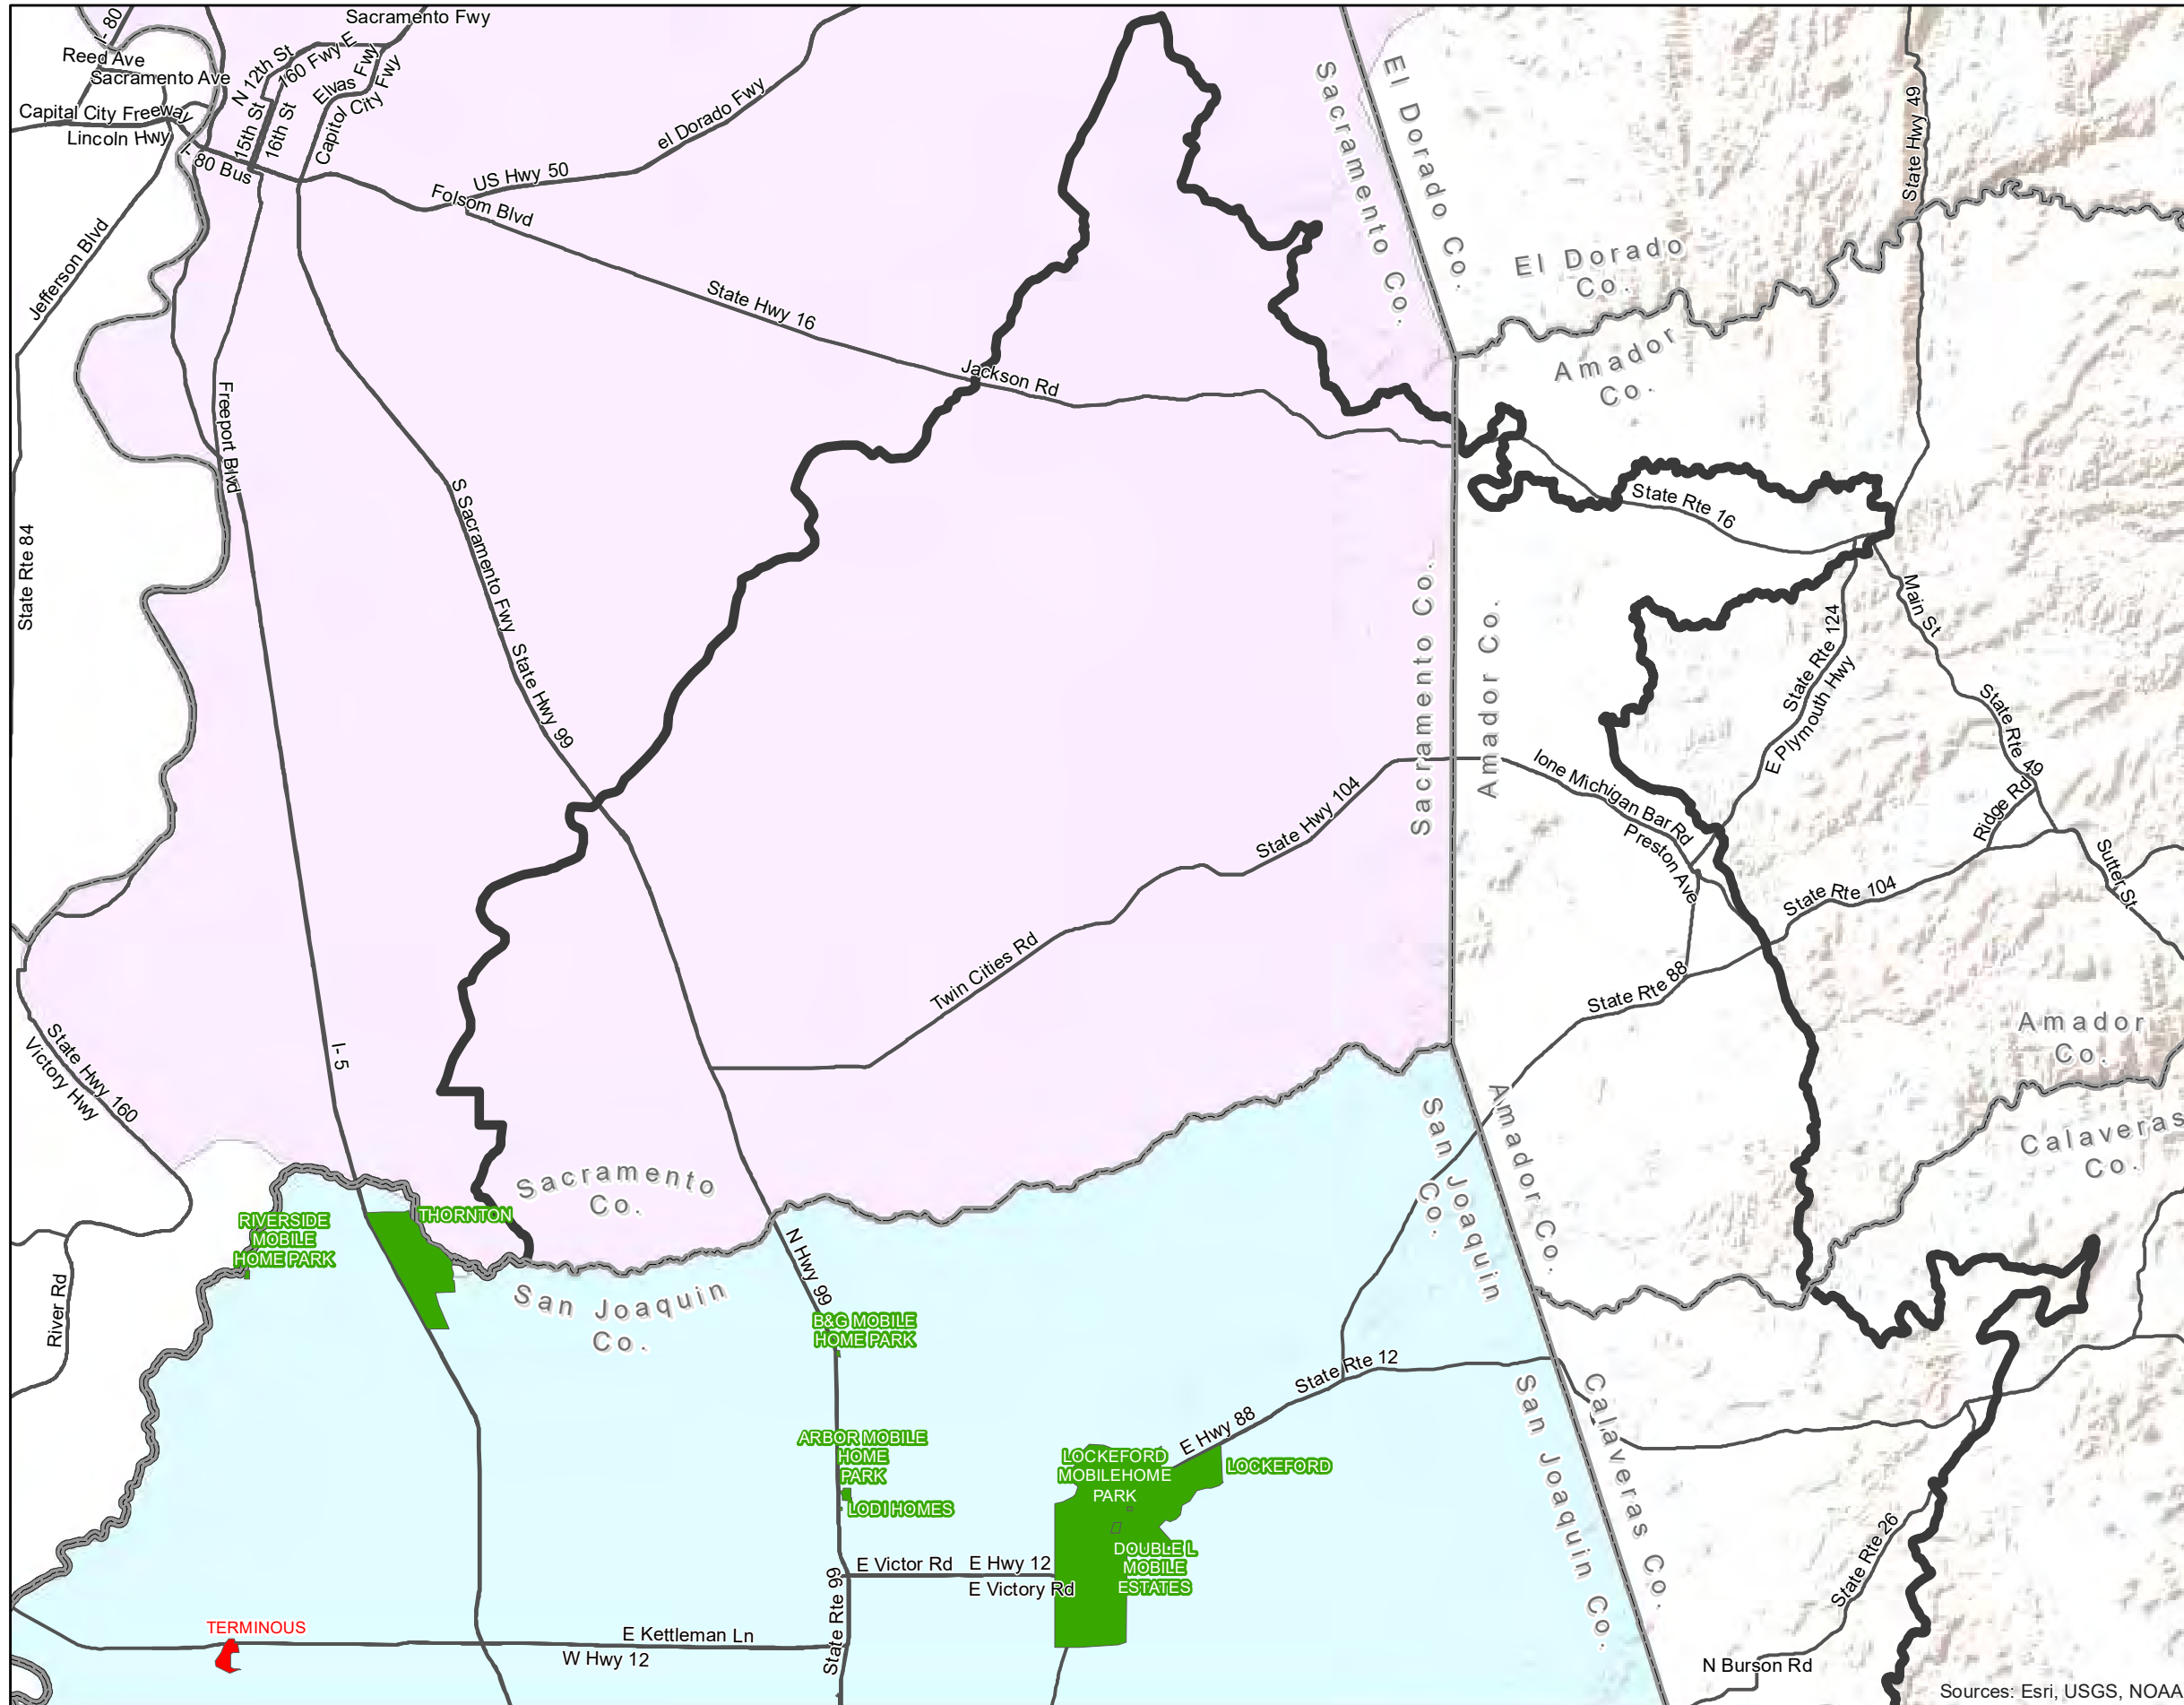 Sacramento Fwy
I- 80
Reed Ave
Sacramento Ave
N 12th St
160 Fwy E
Elvas Fwy
Capitol City Fwy
Capital City Freeway
Lincoln Hwy
15th St
16th St
I- 80 Bus
el Dorado Fwy
US Hwy 50
Folsom Blvd
Jefferson Blvd
State Hwy 16
Jackson Rd
Sacramento Co.
El Dorado Co.
El Dorado
Co.
Amador
Co.
State Hwy 49
Freeport Blvd
S Sacramento Fwy
State Hwy 99
State Rte 84
State Rte 16
Main St
State Rte 124
E Plymouth Hwy
State Rte 49
Ridge Rd
Sutter St
Sacramento Co.
Amador Co.
Ione Michigan Bar Rd
Preston Ave
State Hwy 104
State Rte 104
Twin Cities Rd
State Rte 88
Amador
Co.
I- 5
State Hwy 160
Victory Hwy
San Joaquin
Co.
Amador Co.
Calaveras
Co.
Sacramento
Co.
THORNTON
RIVERSIDE
MOBILE
HOME PARK
River Rd
San Joaquin
Co.
N Hwy 99
B&G MOBILE
HOME PARK
State Rte 12
E Hwy 88
San Joaquin Co.
Calaveras Co.
ARBOR MOBILE
HOME
PARK
LODI HOMES
LOCKEFORD
MOBILEHOME
PARK
LOCKEFORD
DOUBLE L
MOBILE
ESTATES
E Victor Rd
E Hwy 12
E Victory Rd
State Rte 99
State Rte 26
TERMINOUS
E Kettleman Ln
W Hwy 12
N Burson Rd
Sources: Esri, USGS, NOAA